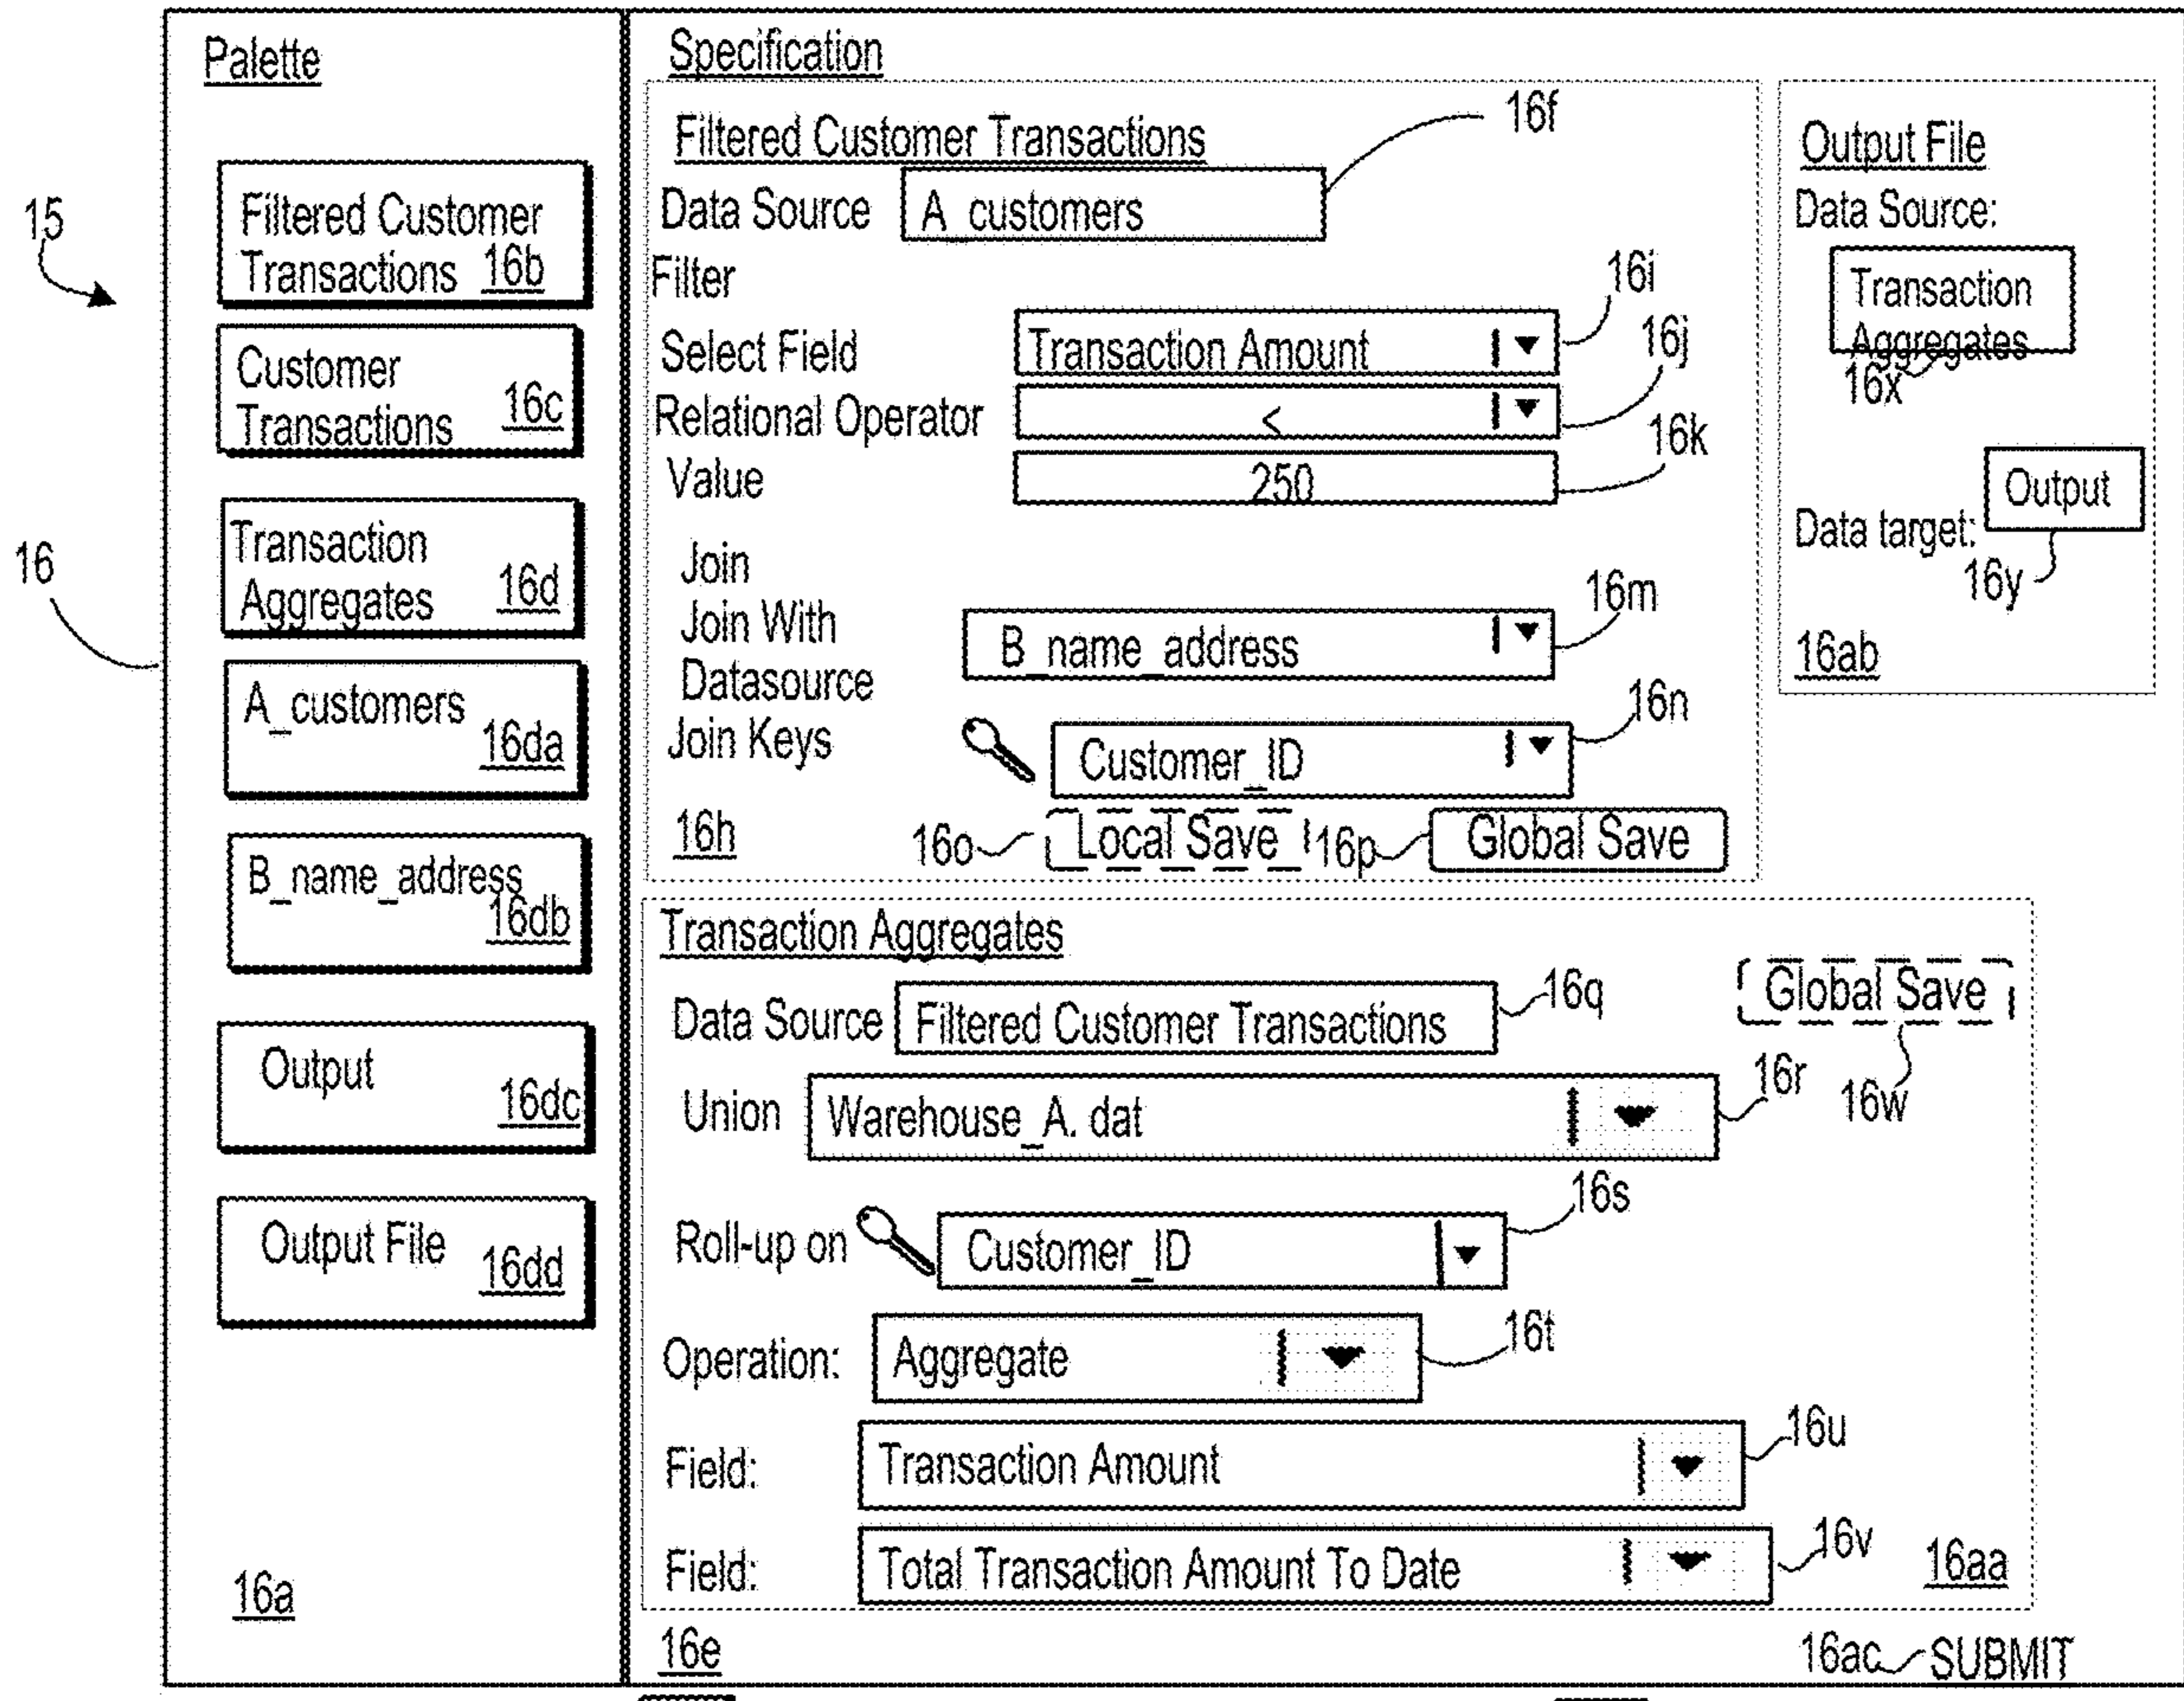 15
16
Palette
Filtered Customer
Transactions 16b
Customer
Transactions 16c
Transaction
Aggregates 16d
A_customers
16da
B_name_address
16db
Output
16dc
Output File 16dd
16a
Specification
Filtered Customer Transactions
16f
Data Source A_customers
Filter
16i
Select Field Transaction Amount
16j
Relational Operator <
16k
Value 250
Join
Join With
Datasource
B_name_address
16m
Join Keys Customer_ID
16n
16h 16o Local Save 16p Global Save
Output File
Data Source:
Transaction
Aggregates
16x
Output
Data target:
16y
16ab
Transaction Aggregates
Global Save
16w
Data Source Filtered Customer Transactions 16q
Union Warehouse_A. dat 16r
Roll-up on Customer_ID 16s
Operation: Aggregate 16t
Field: Transaction Amount 16u
Field: Total Transaction Amount To Date 16v
16aa
16e
16ac SUBMIT